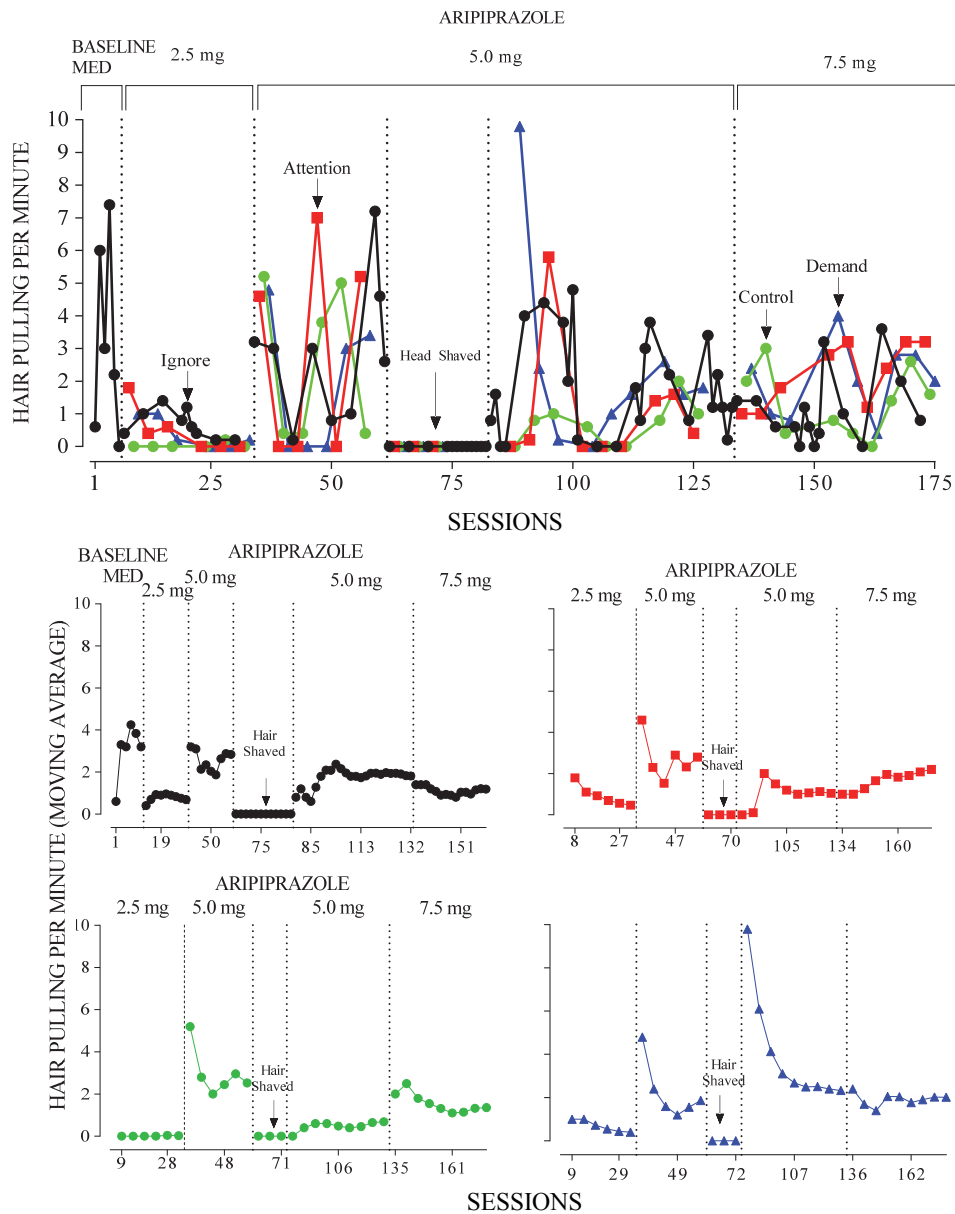 ARIPIPRAZOLE
BASELINE
MED
2.5 mg
5.0 mg
7.5 mg
HAIR PULLING PER MINUTE
10
9
8
7
6
5
4
3
2
1
0
Ignore
Attention
Head Shaved
Control
Demand
1 25 50 75 100 125 150 175
SESSIONS
BASELINE
MED
ARIPIPRAZOLE
2.5 mg 5.0 mg 5.0 mg 7.5 mg
10
8
6
4
2
0
Hair
Shaved
1 19 50 75 85 113 132 151
ARIPIPRAZOLE
2.5 mg 5.0 mg 5.0 mg 7.5 mg
Hair
Shaved
8 27 47 70 105 134 160
HAIR PULLING PER MINUTE (MOVING AVERAGE)
ARIPIPRAZOLE
2.5 mg 5.0 mg 5.0 mg 7.5 mg
10
8
6
4
2
0
Hair
Shaved
9 28 48 71 106 135 161
Hair
Shaved
9 29 49 72 107 136 162
SESSIONS